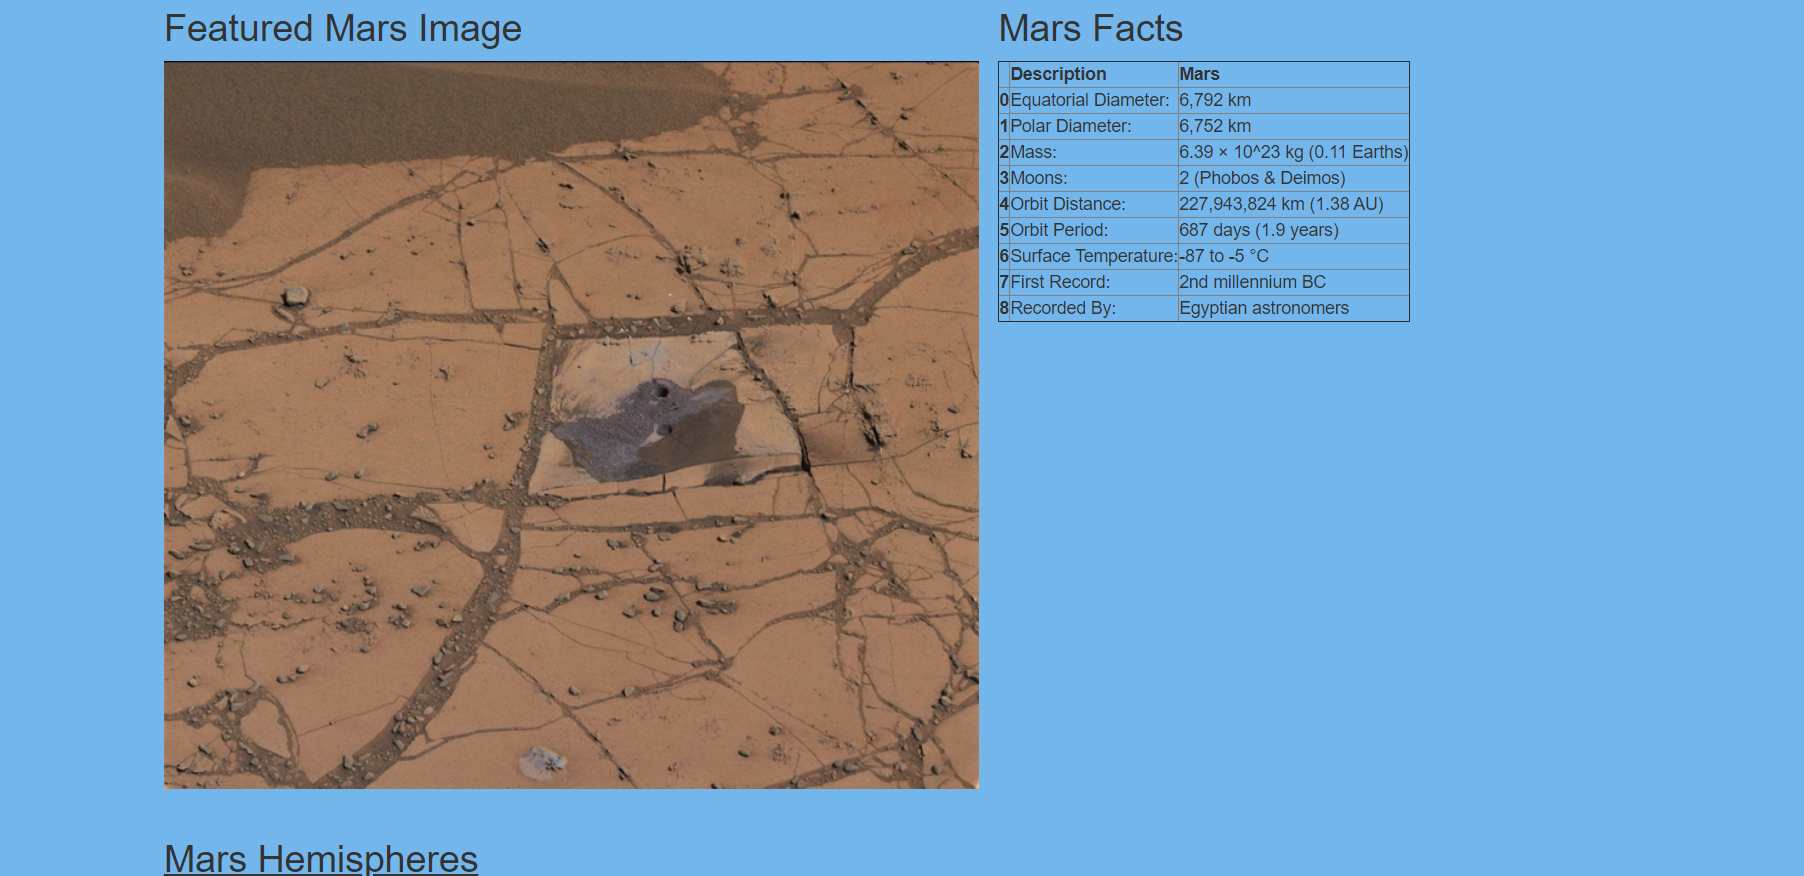 Featured Mars Image
Mars Facts
Description Mars
0 Equatorial Diameter: 6,792 km
1 Polar Diameter: 6,752 km
2 Mass: 6.39 × 10^23 kg (0.11 Earths)
3 Moons: 2 (Phobos & Deimos)
4 Orbit Distance: 227,943,824 km (1.38 AU)
5 Orbit Period: 687 days (1.9 years)
6 Surface Temperature: -87 to -5 °C
7 First Record: 2nd millennium BC
8 Recorded By: Egyptian astronomers
Mars Hemispheres